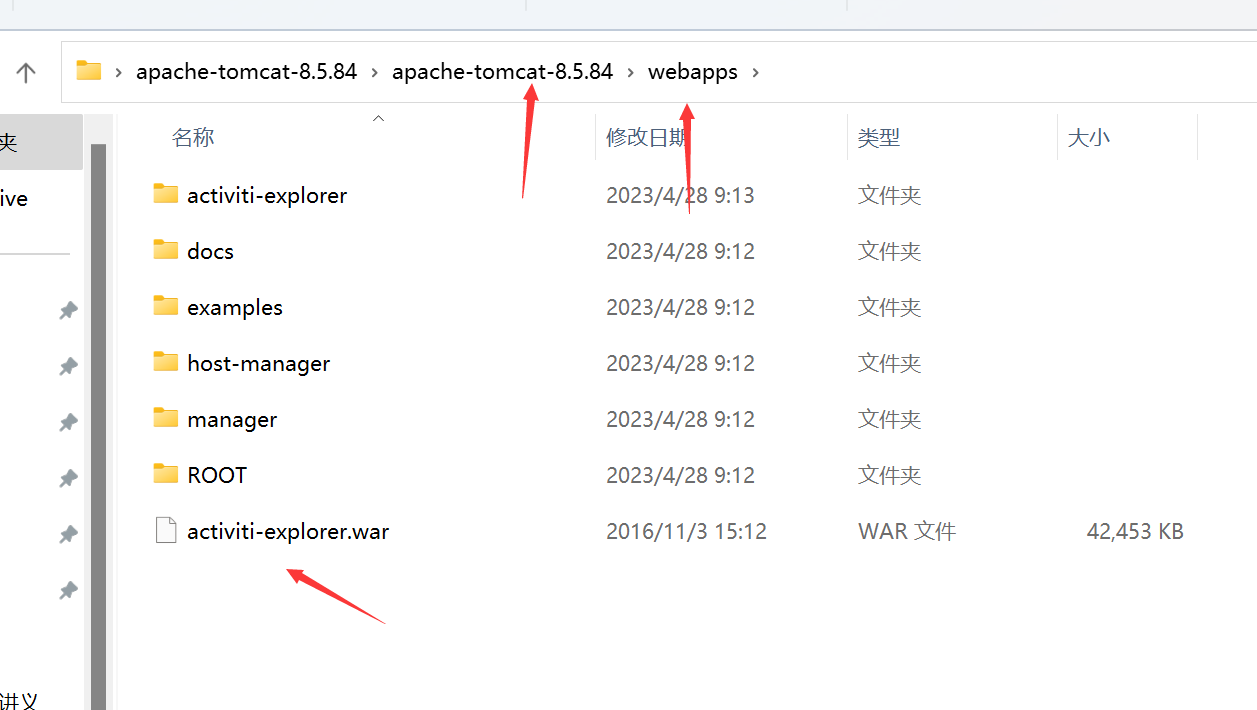 apache-tomcat-8.5.84 › apache-tomcat-8.5.84 › webapps ›
名称 修改日期 类型 大小
夹
ive
activiti-explorer 2023/4/28 9:13 文件夹
docs 2023/4/28 9:12 文件夹
examples 2023/4/28 9:12 文件夹
host-manager 2023/4/28 9:12 文件夹
manager 2023/4/28 9:12 文件夹
ROOT 2023/4/28 9:12 文件夹
activiti-explorer.war 2016/11/3 15:12 WAR 文件 42,453 KB
讲义